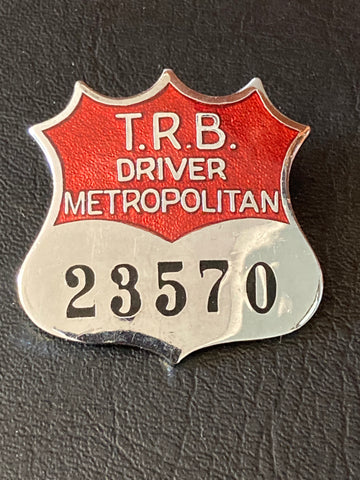 T.R.B.
DRIVER
METROPOLITAN
23570